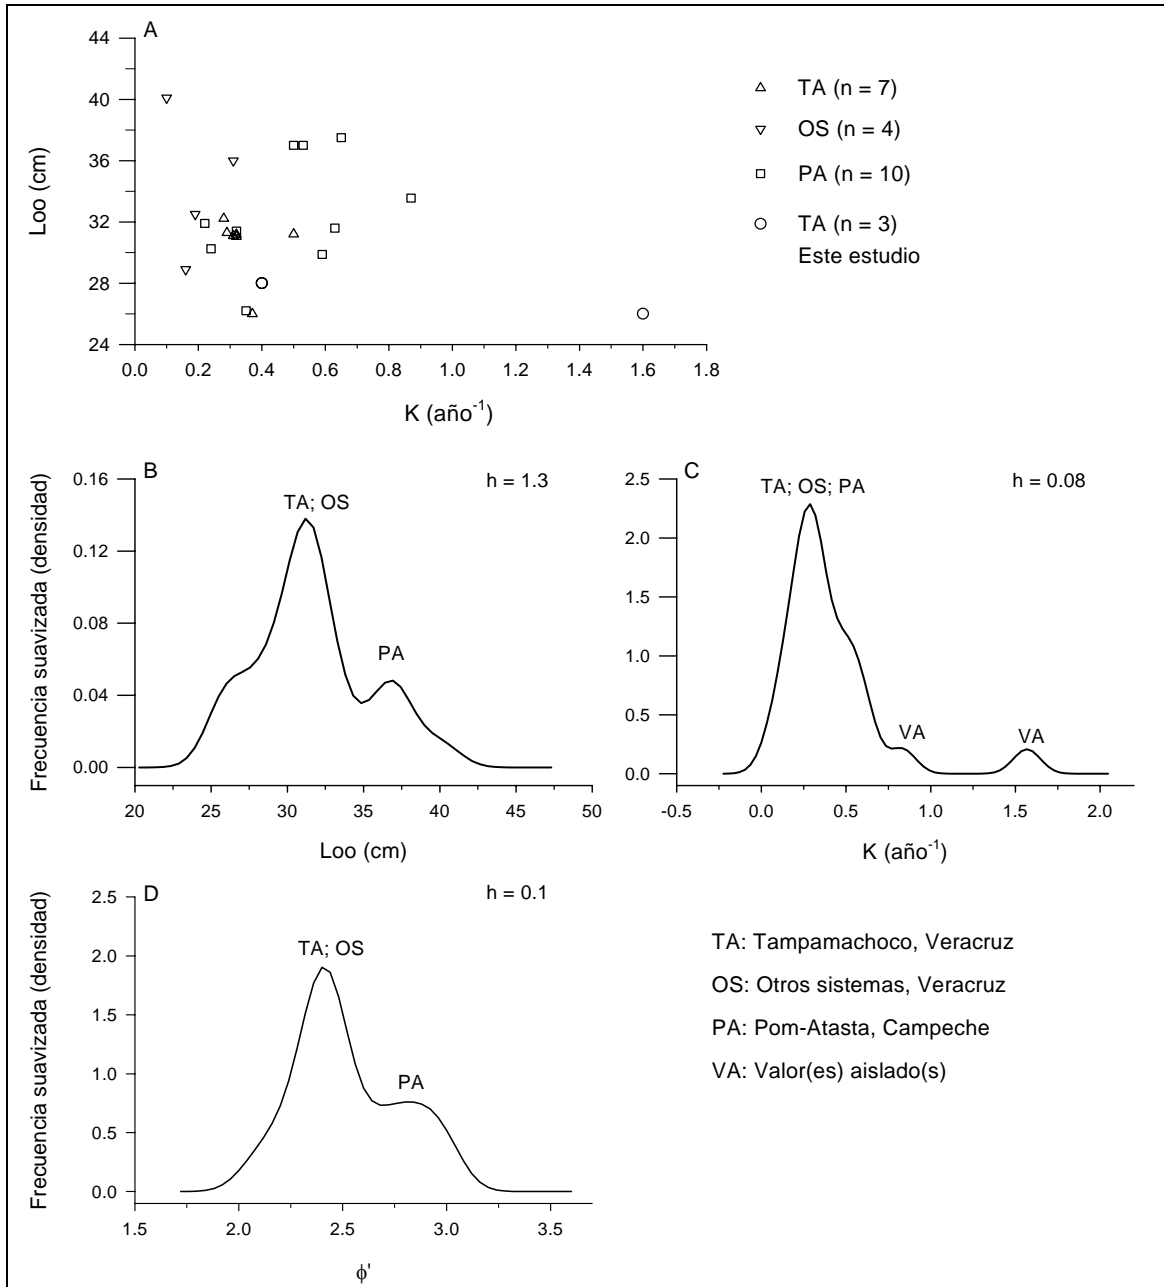 A
44
40
36
32
28
24
Loo (cm)
0.0 0.2 0.4 0.6 0.8 1.0 1.2 1.4 1.6 1.8
K (año-1)
TA (n = 7)
OS (n = 4)
PA (n = 10)
TA (n = 3)
Este estudio
B
h = 1.3
0.16
0.12
0.08
0.04
0.00
Frecuencia suavizada (densidad)
TA; OS
PA
20 25 30 35 40 45 50
Loo (cm)
C
h = 0.08
2.5
2.0
1.5
1.0
0.5
0.0
TA; OS; PA
VA
VA
-0.5 0.0 0.5 1.0 1.5 2.0
K (año-1)
D
h = 0.1
2.5
2.0
1.5
1.0
0.5
0.0
Frecuencia suavizada (densidad)
TA; OS
PA
1.5 2.0 2.5 3.0 3.5
ϕ'
TA: Tampamachoco, Veracruz
OS: Otros sistemas, Veracruz
PA: Pom-Atasta, Campeche
VA: Valor(es) aislado(s)